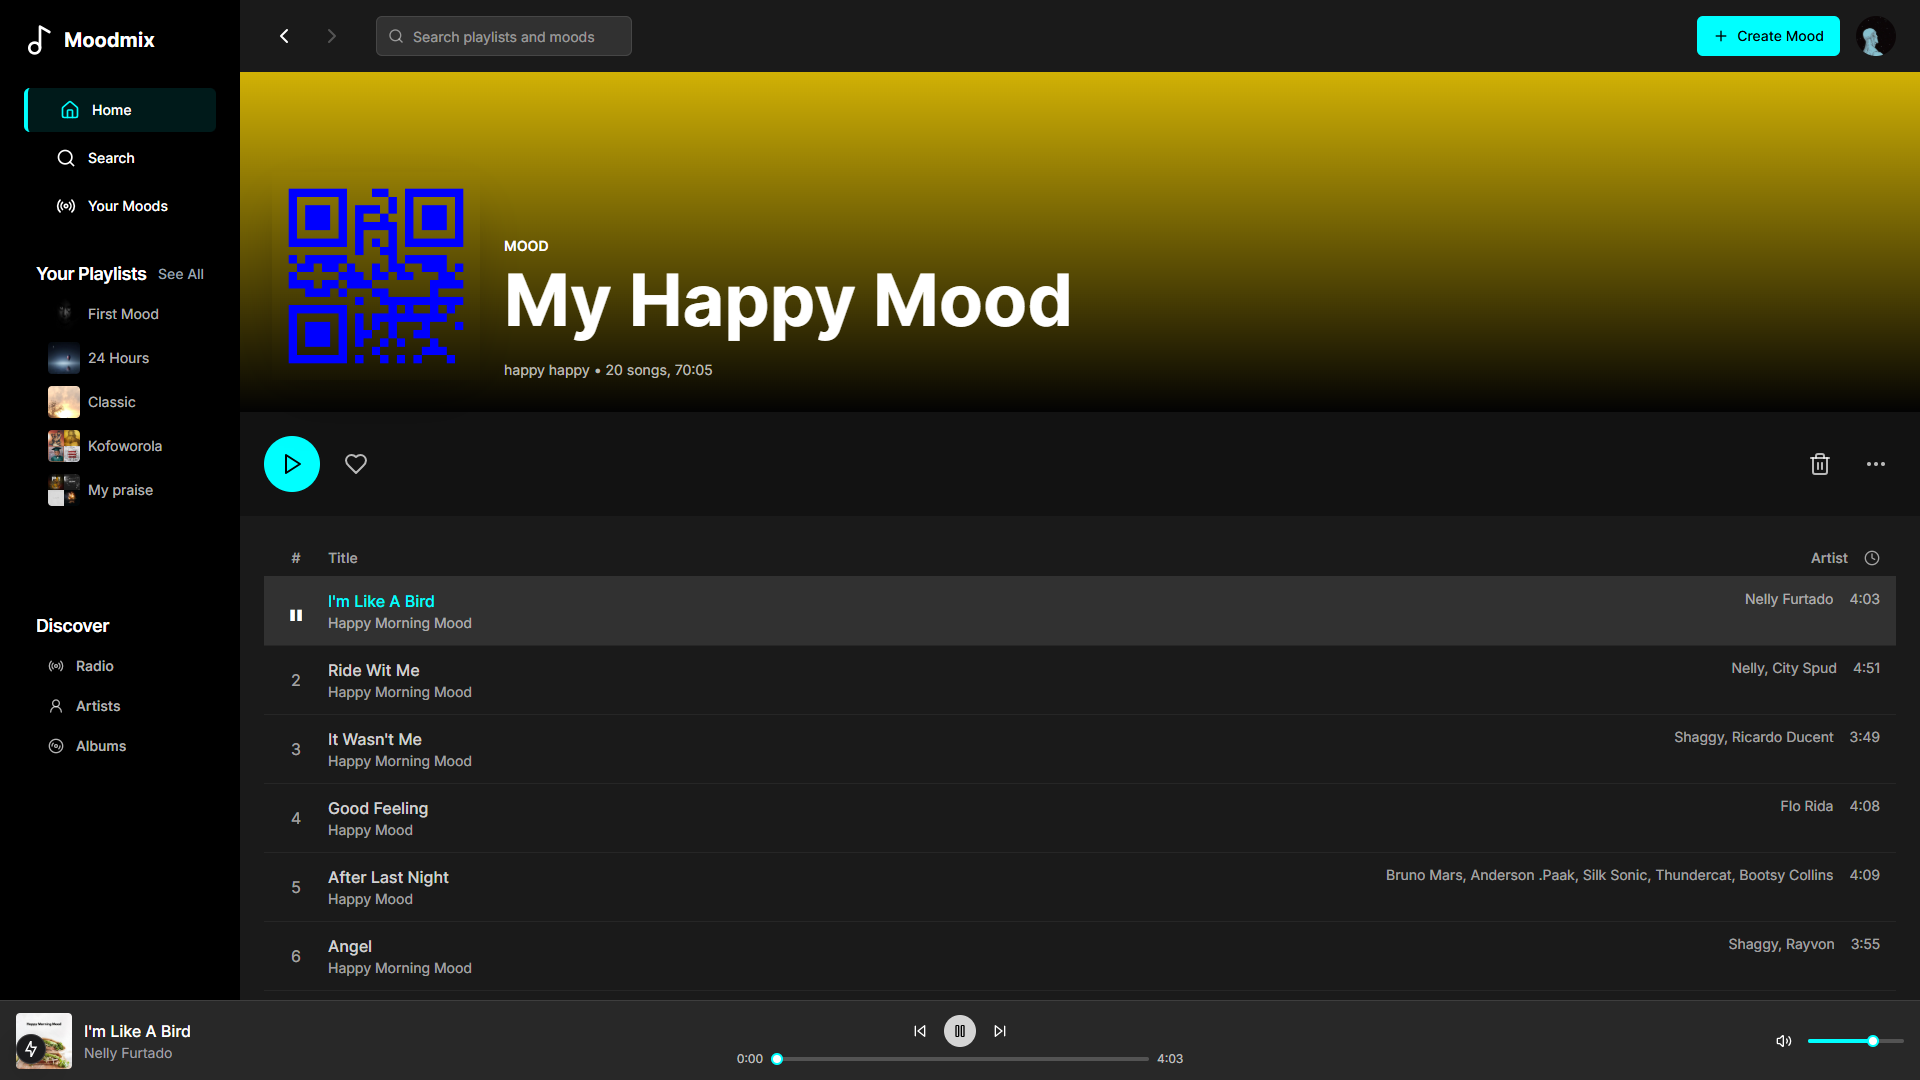 Moodmix
Home
Search
Your Moods
Your Playlists See All
First Mood
24 Hours
Classic
Kofoworola
My praise
Discover
Radio
Artists
Albums
Search playlists and moods
Create Mood
MOOD
My Happy Mood
happy happy • 20 songs, 70:05
# Title Artist
I'm Like A Bird Nelly Furtado 4:03
Happy Morning Mood
2 Ride Wit Me Nelly, City Spud 4:51
Happy Morning Mood
3 It Wasn't Me Shaggy, Ricardo Ducent 3:49
Happy Morning Mood
4 Good Feeling Flo Rida 4:08
Happy Mood
5 After Last Night Bruno Mars, Anderson .Paak, Silk Sonic, Thundercat, Bootsy Collins 4:09
Happy Mood
6 Angel Shaggy, Rayvon 3:55
Happy Morning Mood
Happy Morning Mood
I'm Like A Bird
Nelly Furtado
0:00 4:03